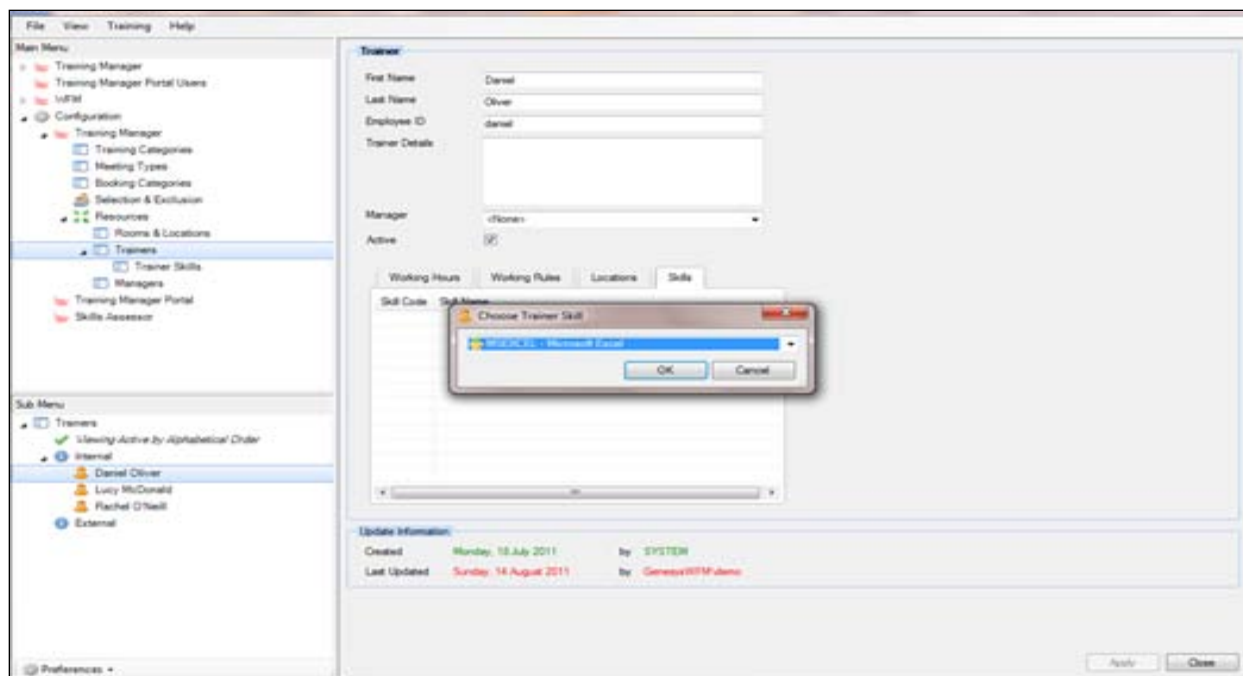 File View Training Help
Main Menu
Training Manager
Training Manager Portal Users
WFM
Configuration
Training Manager
Training Categories
Meeting Types
Booking Categories
Selection & Exclusion
Resources
Rooms & Locations
Trainers
Trainer Skills
Managers
Training Manager Portal
Skills Assessor
Sub Menu
Trainers
Viewing Active by Alphabetical Order
Internal
Daniel Oliver
Lucy McDonald
Rachel O'Neill
External
Preferences
Trainer
First Name Daniel
Last Name Oliver
Employee ID daniel
Trainer Details
Manager <None>
Active
Working Hours Working Rules Locations Skills
Skill Code Skill Name
Choose Trainer Skill
MSEXCEL - Microsoft Excel
OK Cancel
Update Information
Created Monday, 18 July 2011 by SYSTEM
Last Updated Sunday, 14 August 2011 by GenesysWFM\demo
Apply Close